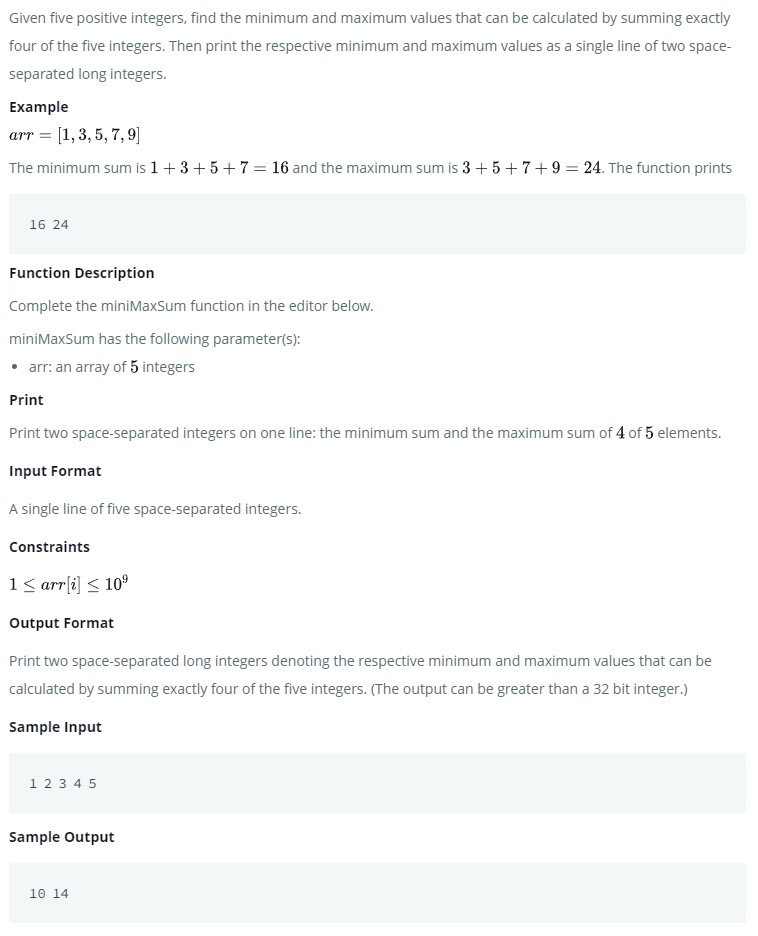 Given five positive integers, find the minimum and maximum values that can be calculated by summing exactly
four of the five integers. Then print the respective minimum and maximum values as a single line of two space-
separated long integers.
Example
arr = [1, 3, 5, 7, 9]
The minimum sum is 1 + 3 + 5 + 7 = 16 and the maximum sum is 3 + 5 + 7 + 9 = 24. The function prints
16 24
Function Description
Complete the miniMaxSum function in the editor below.
miniMaxSum has the following parameter(s):
• arr: an array of 5 integers
Print
Print two space-separated integers on one line: the minimum sum and the maximum sum of 4 of 5 elements.
Input Format
A single line of five space-separated integers.
Constraints
1 ≤ arr[i] ≤ 10⁹
Output Format
Print two space-separated long integers denoting the respective minimum and maximum values that can be
calculated by summing exactly four of the five integers. (The output can be greater than a 32 bit integer.)
Sample Input
1 2 3 4 5
Sample Output
10 14